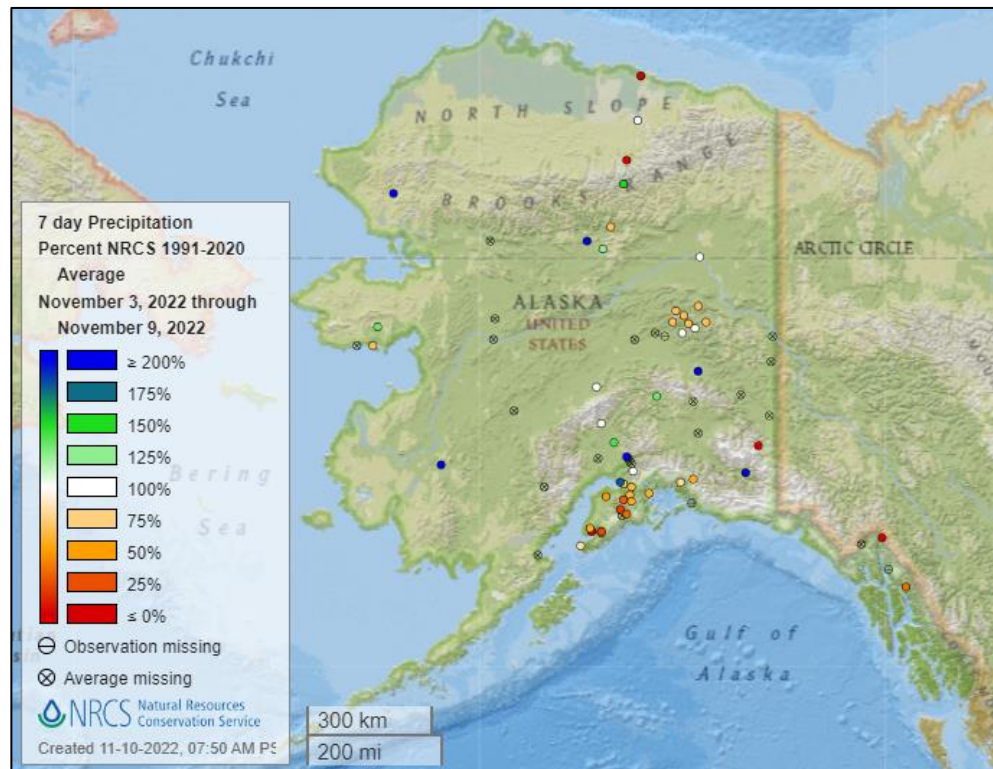 Chukchi
Sea
NORTH SLOPE
BROOKS RANGE
ARCTIC CIRCLE
ALASKA
UNITED
STATES
Bering
Sea
Gulf of
Alaska
7 day Precipitation
Percent NRCS 1991-2020
Average
November 3, 2022 through
November 9, 2022
≥ 200%
175%
150%
125%
100%
75%
50%
25%
≤ 0%
Observation missing
Average missing
NRCS Natural Resources
Conservation Service
Created 11-10-2022, 07:50 AM PS
300 km
200 mi